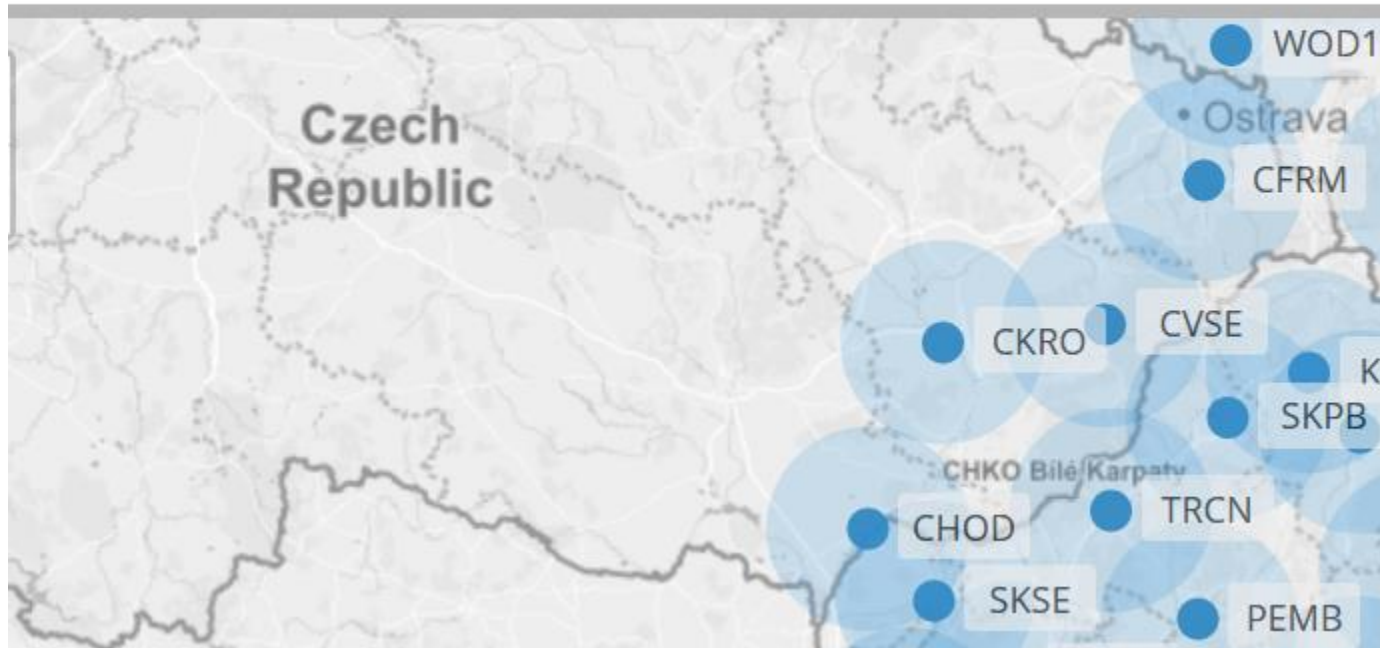 WOD1
Czech
Republic
Ostrava
CFRM
CKRO
CVSE
K
SKPB
CHKO Bílé Karpaty
CHOD
TRCN
SKSE
PEMB